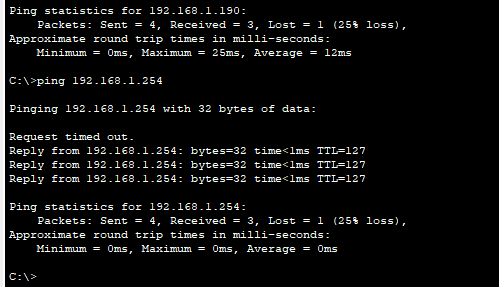 Ping statistics for 192.168.1.190:
    Packets: Sent = 4, Received = 3, Lost = 1 (25% loss),
Approximate round trip times in milli-seconds:
    Minimum = 0ms, Maximum = 25ms, Average = 12ms
C:\>ping 192.168.1.254
Pinging 192.168.1.254 with 32 bytes of data:
Request timed out.
Reply from 192.168.1.254: bytes=32 time<1ms TTL=127
Reply from 192.168.1.254: bytes=32 time<1ms TTL=127
Reply from 192.168.1.254: bytes=32 time<1ms TTL=127
Ping statistics for 192.168.1.254:
    Packets: Sent = 4, Received = 3, Lost = 1 (25% loss),
Approximate round trip times in milli-seconds:
    Minimum = 0ms, Maximum = 0ms, Average = 0ms
C:\>